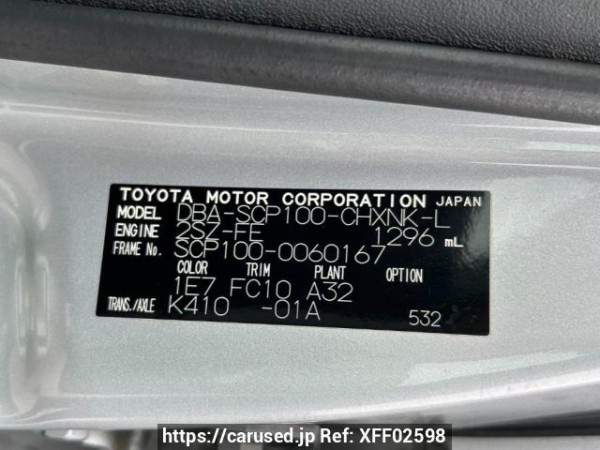 TOYOTA MOTOR CORPORATION JAPAN
MODEL DBA-SCP100-CHXNK-L
ENGINE 2SZ-FE 1296 mL
FRAME No. SCP100-0060167
COLOR TRIM PLANT OPTION
1E7 FC10 A32
TRANS./AXLE K410 -01A 532
https://carused.jp Ref: XFF02598